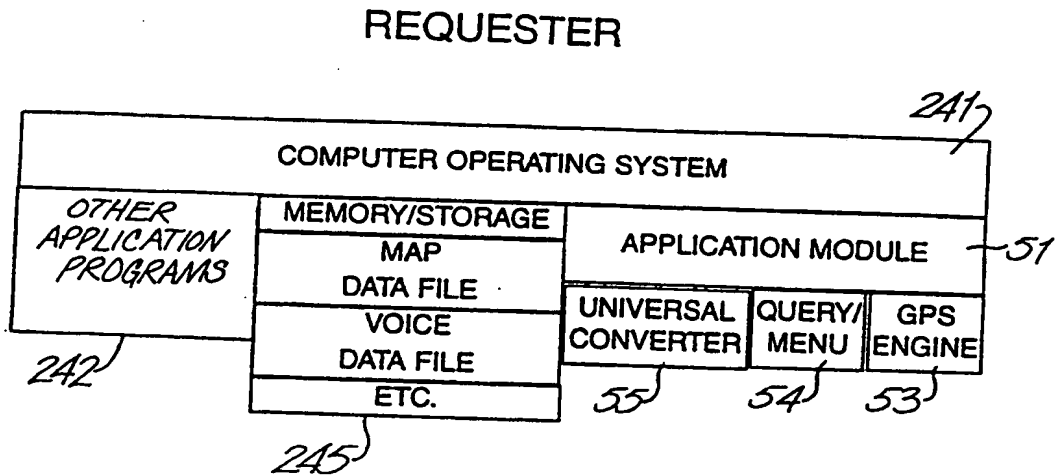 REQUESTER
241
COMPUTER OPERATING SYSTEM
OTHER
APPLICATION
PROGRAMS
MEMORY/STORAGE
MAP
DATA FILE
VOICE
DATA FILE
ETC.
APPLICATION MODULE
51
UNIVERSAL
CONVERTER
QUERY/
MENU
GPS
ENGINE
242
245
55
54
53